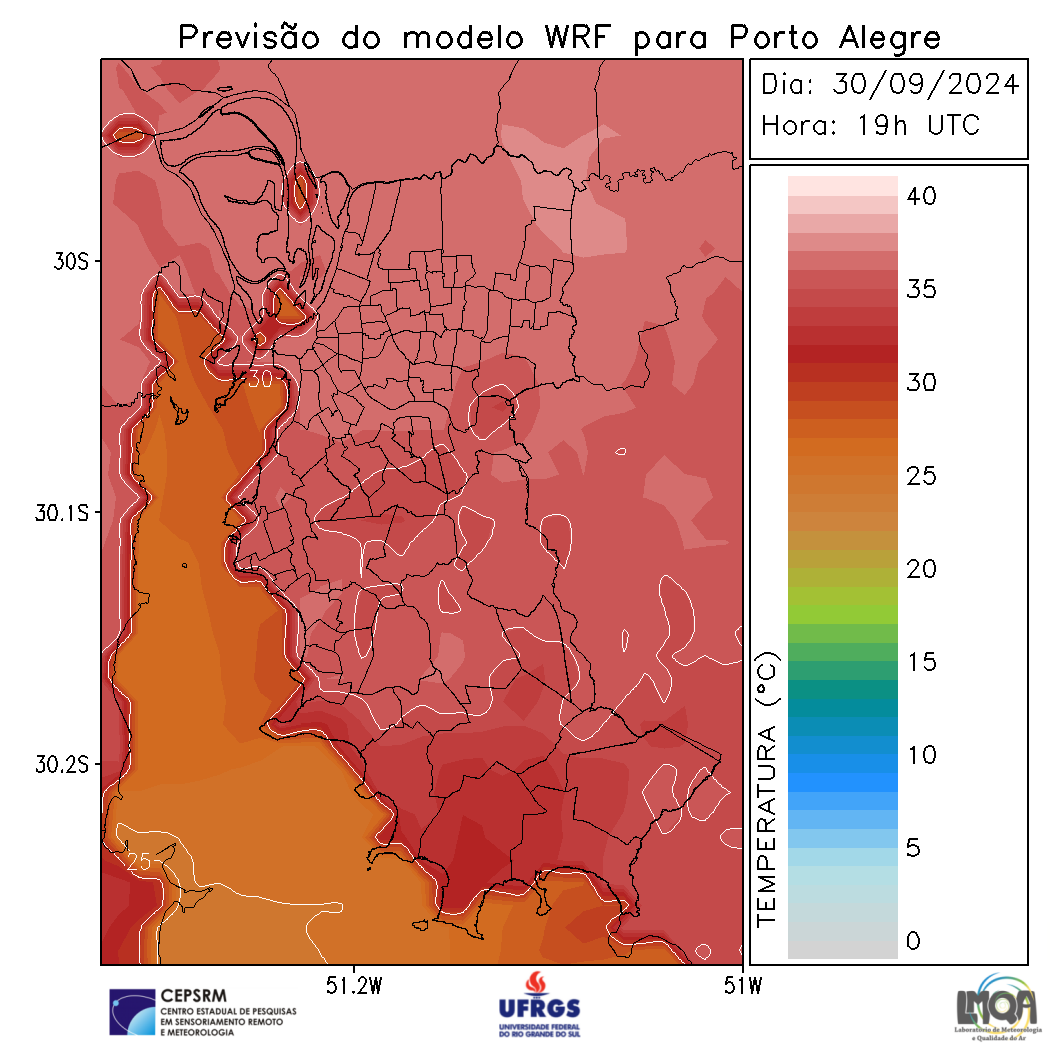 Previsão do modelo WRF para Porto Alegre
Dia: 30/09/2024
Hora: 19h UTC
40
35
30
25
20
15
10
5
0
TEMPERATURA (°C)
30S
30.1S
30.2S
30
25
51.2W
51W
CEPSRM
CENTRO ESTADUAL DE PESQUISAS
EM SENSORIAMENTO REMOTO
E METEOROLOGIA
UFRGS
UNIVERSIDADE FEDERAL
DO RIO GRANDE DO SUL
LMQA
Laboratório de Meteorologia
e Qualidade do Ar